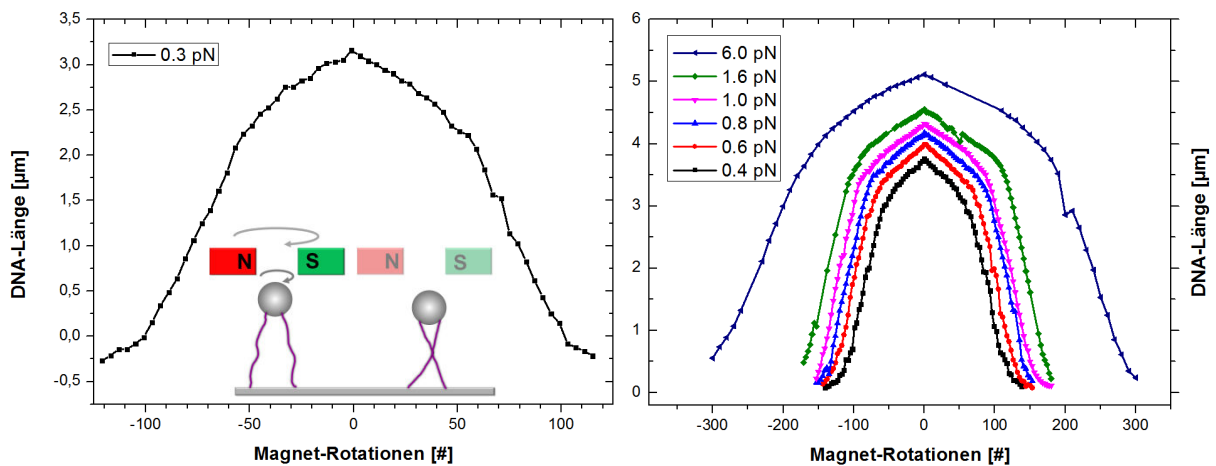 3,5
3,0
2,5
2,0
1,5
1,0
0,5
0,0
-0,5
DNA-Länge [µm]
0.3 pN
N
S
N
S
-100
-50
0
50
100
Magnet-Rotationen [#]
6
5
4
3
2
1
0
6.0 pN
1.6 pN
1.0 pN
0.8 pN
0.6 pN
0.4 pN
-300
-200
-100
0
100
200
300
Magnet-Rotationen [#]
DNA-Länge [µm]